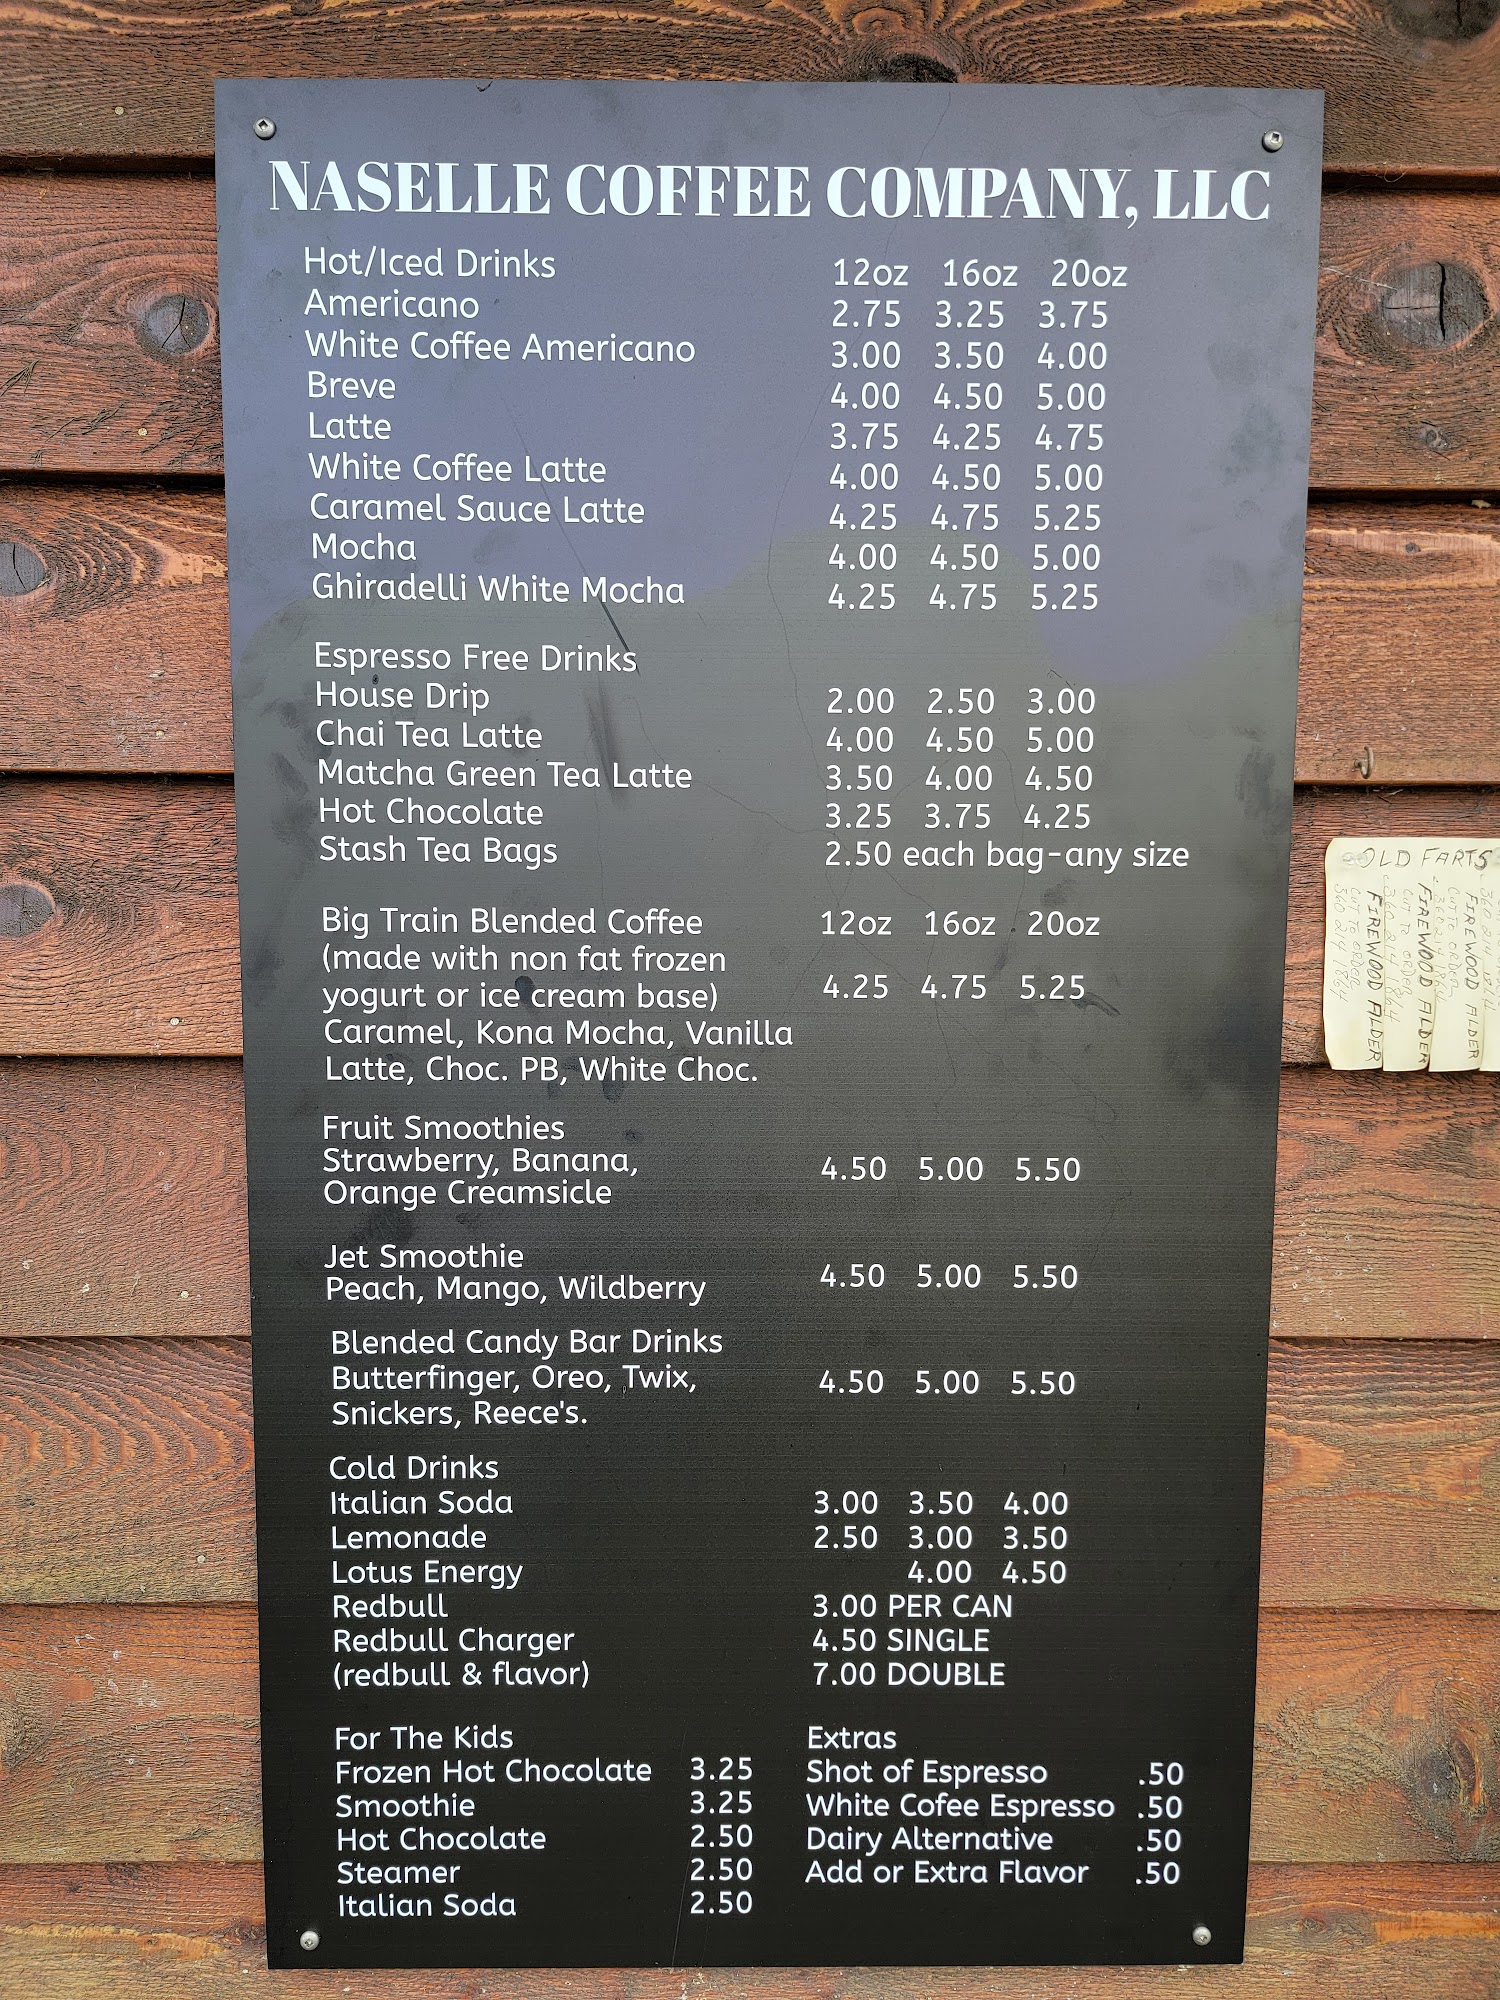 NASELLE COFFEE COMPANY, LLC
Hot/Iced Drinks 12oz 16oz 20oz
Americano 2.75 3.25 3.75
White Coffee Americano 3.00 3.50 4.00
Breve 4.00 4.50 5.00
Latte 3.75 4.25 4.75
White Coffee Latte 4.00 4.50 5.00
Caramel Sauce Latte 4.25 4.75 5.25
Mocha 4.00 4.50 5.00
Ghiradelli White Mocha 4.25 4.75 5.25
Espresso Free Drinks
House Drip 2.00 2.50 3.00
Chai Tea Latte 4.00 4.50 5.00
Matcha Green Tea Latte 3.50 4.00 4.50
Hot Chocolate 3.25 3.75 4.25
Stash Tea Bags 2.50 each bag-any size
Big Train Blended Coffee 12oz 16oz 20oz
(made with non fat frozen
yogurt or ice cream base) 4.25 4.75 5.25
Caramel, Kona Mocha, Vanilla
Latte, Choc. PB, White Choc.
Fruit Smoothies
Strawberry, Banana, 4.50 5.00 5.50
Orange Creamsicle
Jet Smoothie
Peach, Mango, Wildberry 4.50 5.00 5.50
Blended Candy Bar Drinks
Butterfinger, Oreo, Twix, 4.50 5.00 5.50
Snickers, Reece's.
Cold Drinks
Italian Soda 3.00 3.50 4.00
Lemonade 2.50 3.00 3.50
Lotus Energy 4.00 4.50
Redbull 3.00 PER CAN
Redbull Charger 4.50 SINGLE
(redbull & flavor) 7.00 DOUBLE
For The Kids
Frozen Hot Chocolate 3.25
Smoothie 3.25
Hot Chocolate 2.50
Steamer 2.50
Italian Soda 2.50
Extras
Shot of Espresso .50
White Cofee Espresso .50
Dairy Alternative .50
Add or Extra Flavor .50
OLD FARTS
FIREWOOD ALDER
CUT TO ORDER
FIREWOOD ALDER
CUT TO ORDER
FIREWOOD ALDER
CUT TO ORDER